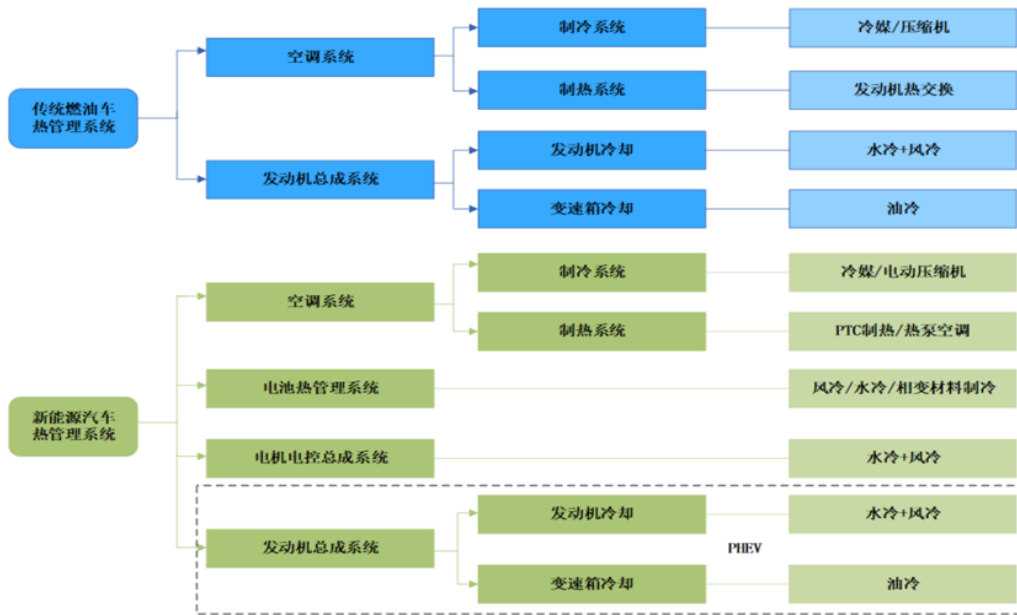 传统燃油车
热管理系统
空调系统
制冷系统
冷媒/压缩机
制热系统
发动机热交换
发动机总成系统
发动机冷却
水冷+风冷
变速箱冷却
油冷
新能源汽车
热管理系统
空调系统
制冷系统
冷媒/电动压缩机
制热系统
PTC制热/热泵空调
电池热管理系统
风冷/水冷/相变材料制冷
电机电控总成系统
水冷+风冷
发动机总成系统
发动机冷却
水冷+风冷
PHEV
变速箱冷却
油冷